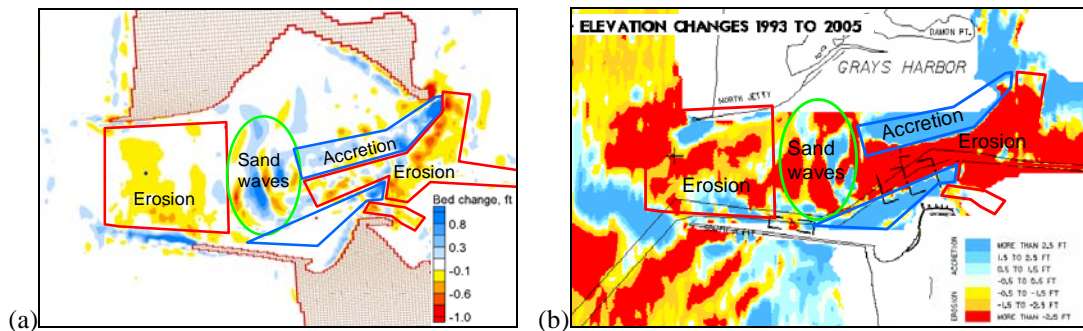 (a)
Erosion
Sand
waves
Accretion
Erosion
Bed change, ft
0.8
0.3
-0.1
-0.6
-1.0
(b)
ELEVATION CHANGES 1993 TO 2005
DAMON PT.
GRAYS HARBOR
NORTH JETTY
Accretion
Erosion
Sand
waves
Erosion
SOUTH JETTY
ACCRETION
EROSION
MORE THAN 2.5 FT
1.5 TO 2.5 FT
0.5 TO 1.5 FT
-0.5 TO 0.5 FT
-0.5 TO -1.5 FT
-1.5 TO -2.5 FT
MORE THAN -2.5 FT